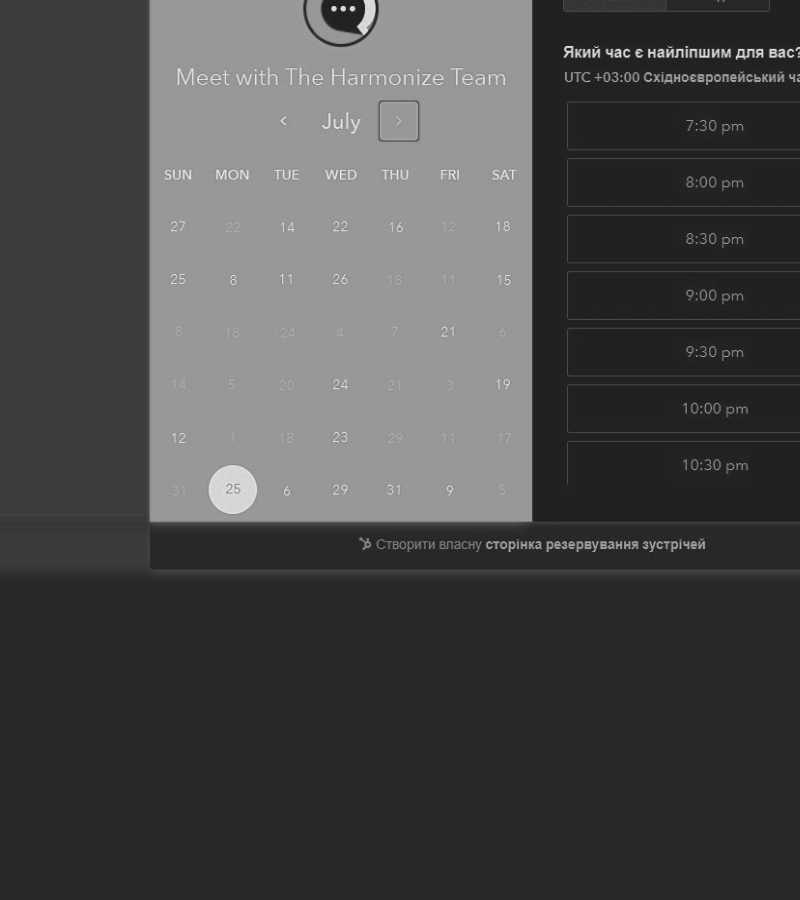 Meet with The Harmonize Team
July
SUN MON TUE WED THU FRI SAT
27 22 14 22 16 12 18
25 8 11 26 18 11 15
8 18 24 4 7 21 6
14 5 20 24 21 3 19
12 1 18 23 29 11 17
31 25 6 29 31 9 5
Який час є найліпшим для вас?
UTC +03:00 Східноєвропейський
7:30 pm
8:00 pm
8:30 pm
9:00 pm
9:30 pm
10:00 pm
10:30 pm
Створити власну сторінка резервування зустрічей